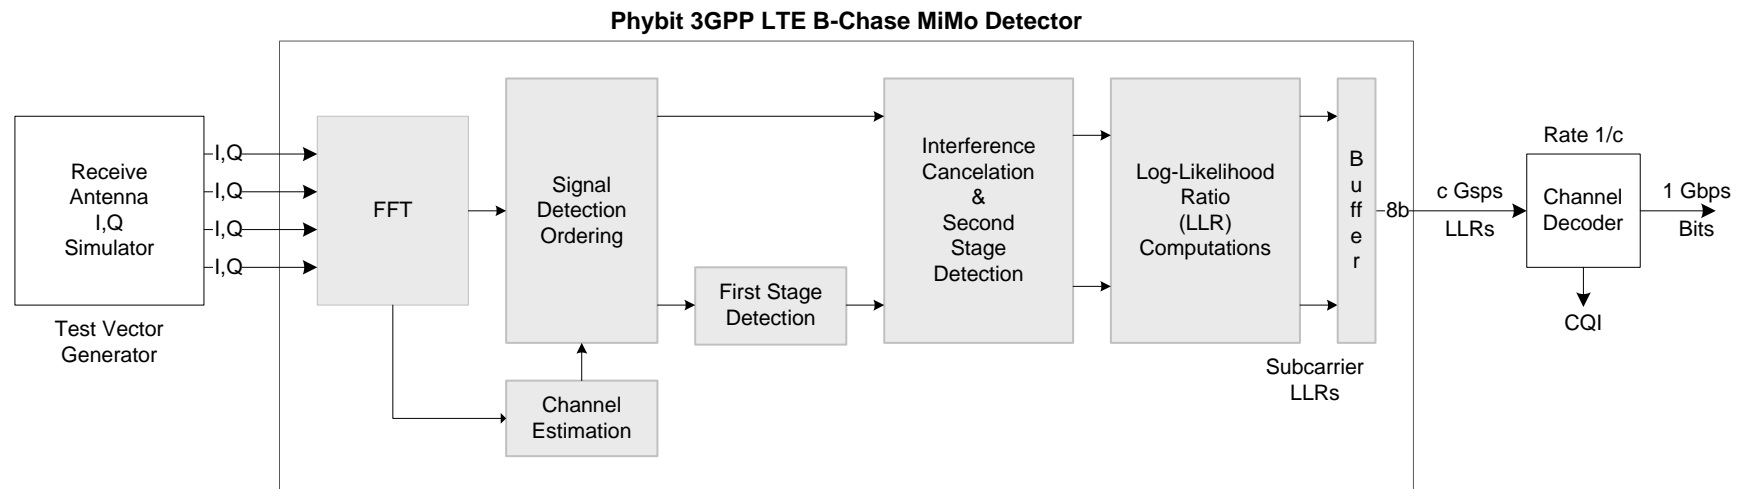 Phybit 3GPP LTE B-Chase MiMo Detector
Receive
Antenna
I,Q
Simulator
Test Vector
Generator
I,Q
I,Q
I,Q
I,Q
FFT
Signal
Detection
Ordering
Channel
Estimation
First Stage
Detection
Interference
Cancelation
&
Second
Stage
Detection
Log-Likelihood
Ratio
(LLR)
Computations
B
u
f
f
e
r
Subcarrier
LLRs
8b
c Gsps
LLRs
Rate 1/c
Channel
Decoder
CQI
1 Gbps
Bits